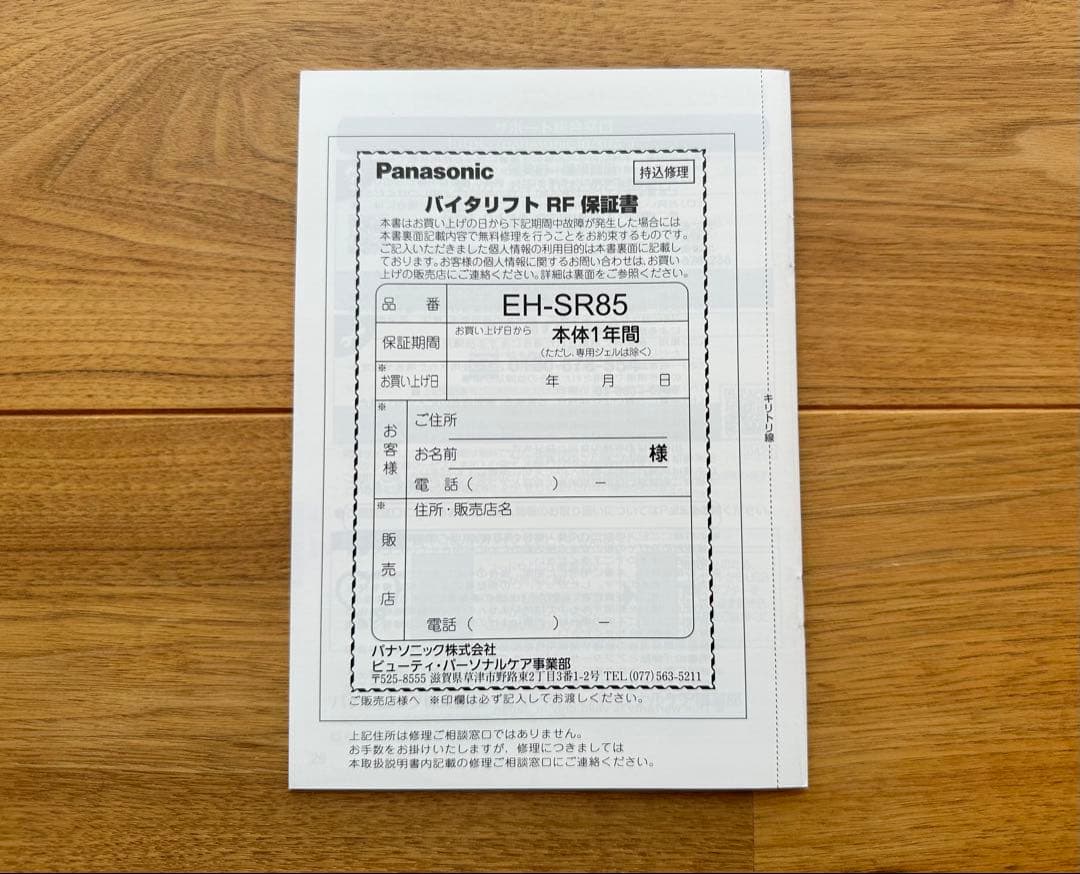 Panasonic
持込修理
バイタリフト RF 保証書
本書はお買い上げの日から下記期間中故障が発生した場合には
本書裏面記載内容で無料修理を行うことをお約束するものです。
ご記入いただきました個人情報の利用目的は本書裏面に記載し
ております。お客様の個人情報に関するお問い合わせは、お買い
上げの販売店にご連絡ください。詳細は裏面をご参照ください。
品番 EH-SR85
保証期間 お買い上げ日から 本体1年間
(ただし、専用ジェルは除く)
※お買い上げ日 年 月 日
※お客様
ご住所
お名前 様
電話( ) ー
※販売店
住所・販売店名
電話( ) ー
パナソニック株式会社
ビューティ・パーソナルケア事業部
〒525-8555 滋賀県草津市野路東2丁目3番1-2号 TEL(077)563-5211
ご販売店様へ ※印欄は必ず記入してお渡しください。
上記住所は修理ご相談窓口ではありません。
お手数をお掛けいたしますが、修理につきましては
本取扱説明書内記載の修理ご相談窓口にご連絡ください。
キリトリ線